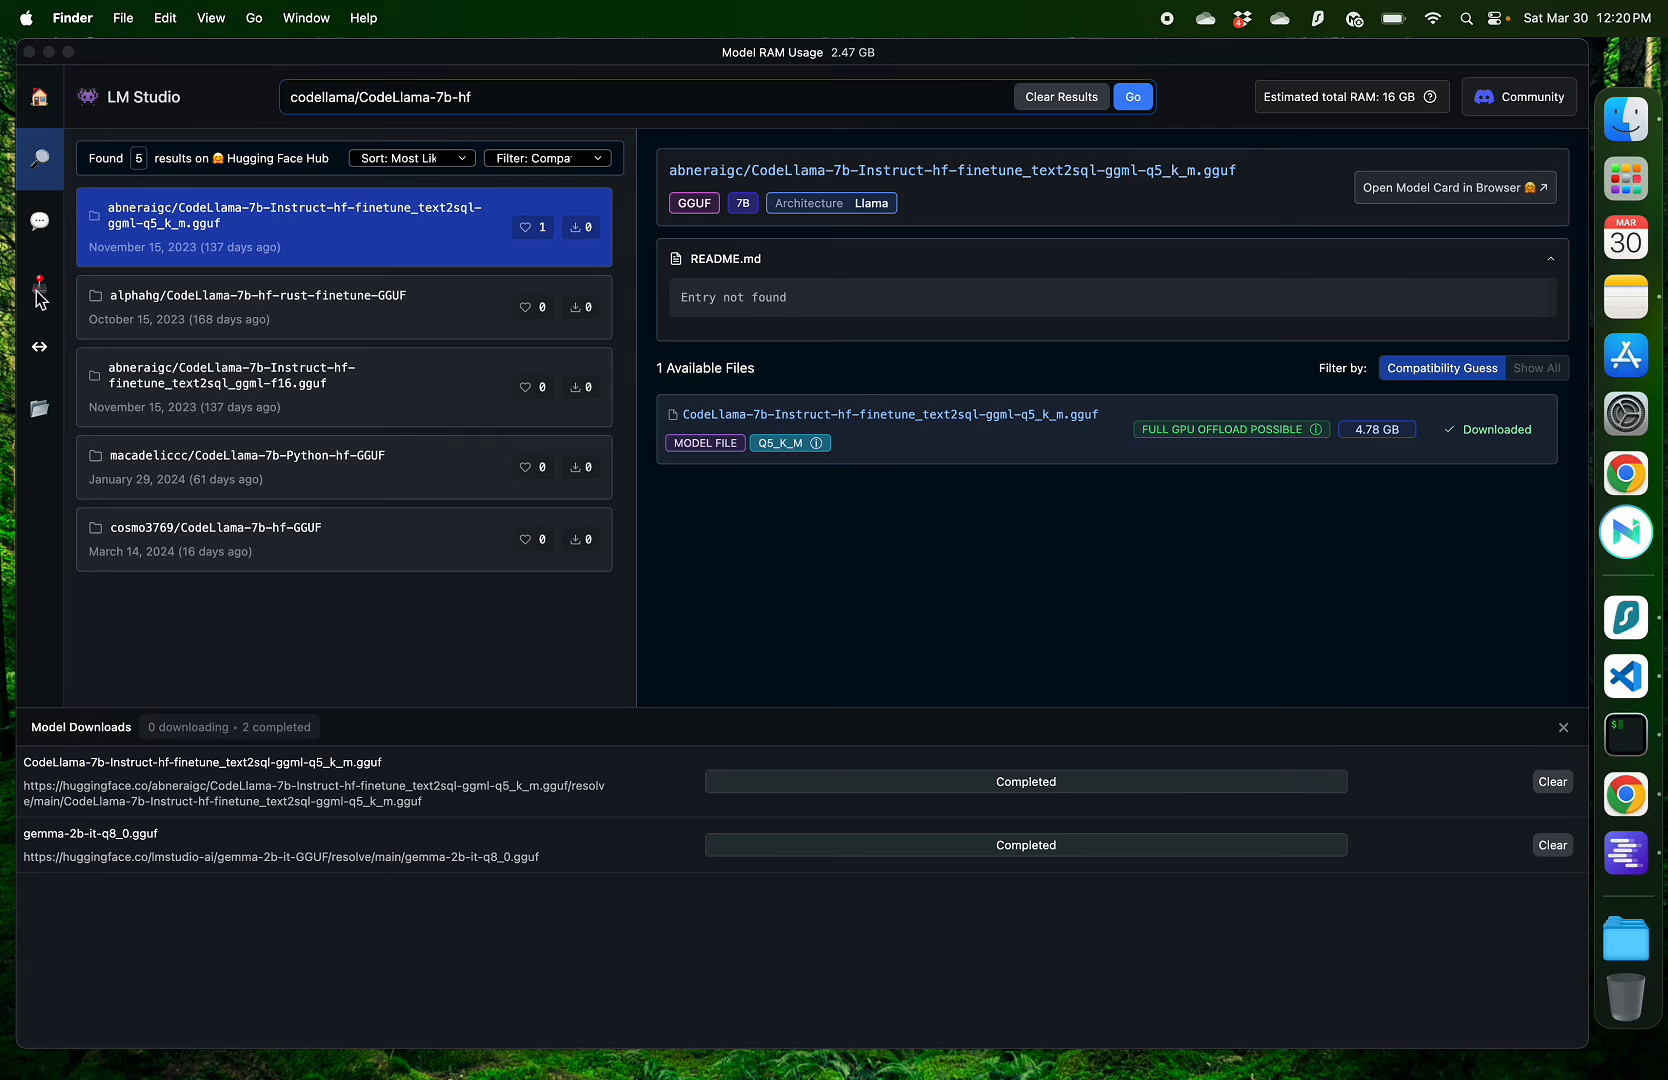 Finder File Edit View Go Window Help
4
Sat Mar 30 12:20 PM
Model RAM Usage 2.47 GB
LM Studio
codellama/CodeLlama-7b-hf
Clear Results
Go
Estimated total RAM: 16 GB
Community
Found 5 results on Hugging Face Hub
Sort: Most Lik
Filter: Compa
abneraigc/CodeLlama-7b-Instruct-hf-finetune_text2sql-
ggml-q5_k_m.gguf
1 0
November 15, 2023 (137 days ago)
alphahg/CodeLlama-7b-hf-rust-finetune-GGUF
0 0
October 15, 2023 (168 days ago)
abneraigc/CodeLlama-7b-Instruct-hf-
finetune_text2sql_ggml-f16.gguf
0 0
November 15, 2023 (137 days ago)
macadeliccc/CodeLlama-7b-Python-hf-GGUF
0 0
January 29, 2024 (61 days ago)
cosmo3769/CodeLlama-7b-hf-GGUF
0 0
March 14, 2024 (16 days ago)
abneraigc/CodeLlama-7b-Instruct-hf-finetune_text2sql-ggml-q5_k_m.gguf
GGUF 7B Architecture Llama
Open Model Card in Browser
README.md
Entry not found
1 Available Files
Filter by: Compatibility Guess Show All
CodeLlama-7b-Instruct-hf-finetune_text2sql-ggml-q5_k_m.gguf
MODEL FILE Q5_K_M
FULL GPU OFFLOAD POSSIBLE
4.78 GB
Downloaded
Model Downloads 0 downloading • 2 completed
CodeLlama-7b-Instruct-hf-finetune_text2sql-ggml-q5_k_m.gguf
https://huggingface.co/abneraigc/CodeLlama-7b-Instruct-hf-finetune_text2sql-ggml-q5_k_m.gguf/resolv
e/main/CodeLlama-7b-Instruct-hf-finetune_text2sql-ggml-q5_k_m.gguf
Completed
Clear
gemma-2b-it-q8_0.gguf
https://huggingface.co/lmstudio-ai/gemma-2b-it-GGUF/resolve/main/gemma-2b-it-q8_0.gguf
Completed
Clear
MAR
30
$